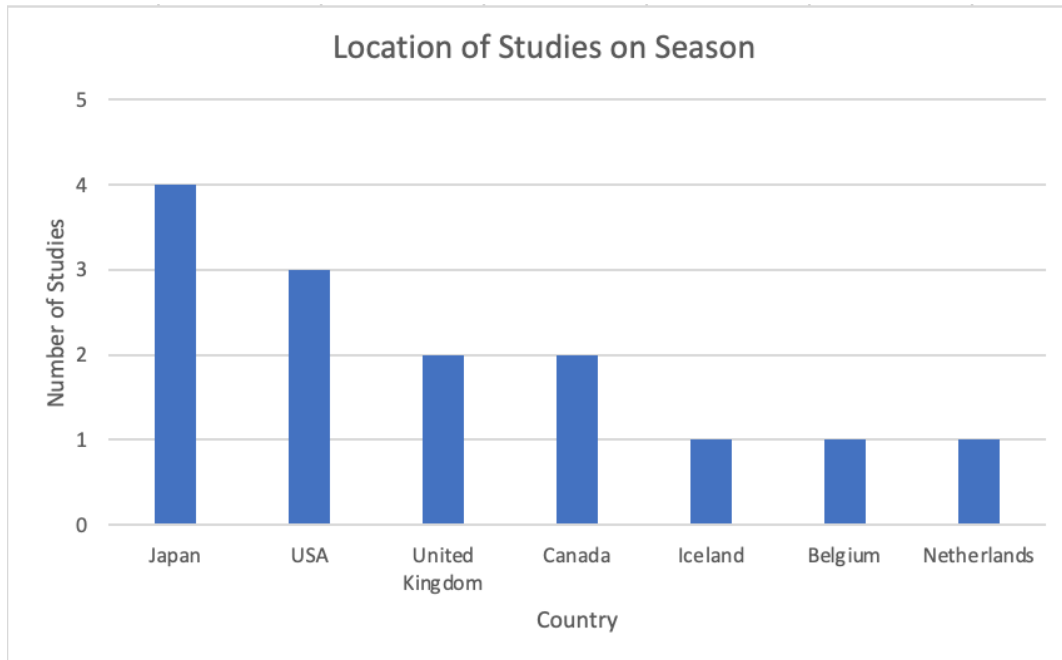 Location of Studies on Season
Number of Studies
5
4
3
2
1
0
Japan
USA
United
Kingdom
Canada
Iceland
Belgium
Netherlands
Country